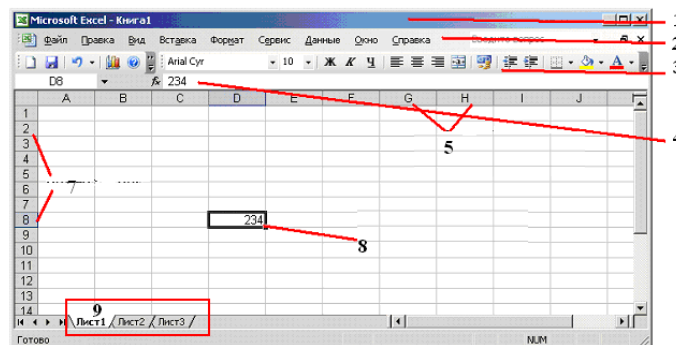 Microsoft Excel - Книга1 1
Файл Правка Вид Вставка Формат Сервис Данные Окно Справка 2
Arial Cyr 10 Ж К Ч А 3
D8 fx 234
A B C D E F G H I J
1
2
3 4
4 5
5
6 7
7
8 234
9 8
10
11
12
13
14 9
Лист1 Лист2 Лист3
Готово NUM